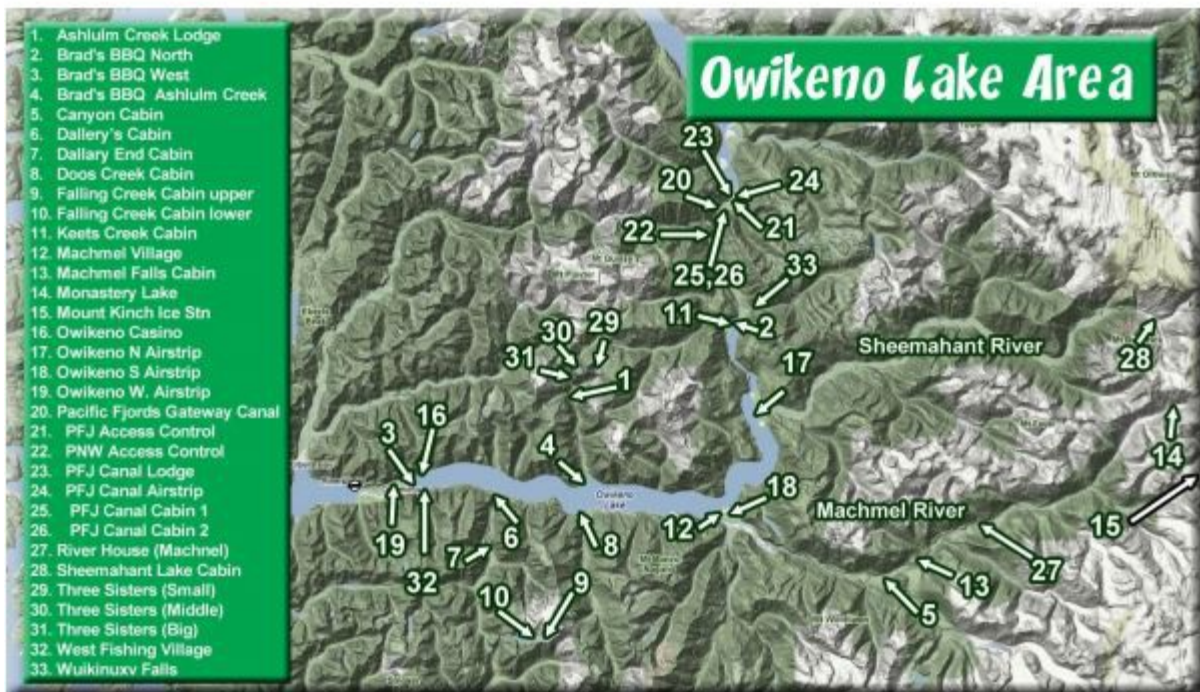 Owikeno Lake Area
1. Ashlulm Creek Lodge
2. Brad's BBQ North
3. Brad's BBQ West
4. Brad's BBQ Ashlulm Creek
5. Canyon Cabin
6. Dallery's Cabin
7. Dallary End Cabin
8. Doos Creek Cabin
9. Falling Creek Cabin upper
10. Falling Creek Cabin lower
11. Keets Creek Cabin
12. Machmel Village
13. Machmel Falls Cabin
14. Monastery Lake
15. Mount Kinch Ice Stn
16. Owikeno Casino
17. Owikeno N Airstrip
18. Owikeno S Airstrip
19. Owikeno W. Airstrip
20. Pacific Fjords Gateway Canal
21. PFJ Access Control
22. PNW Access Control
23. PFJ Canal Lodge
24. PFJ Canal Airstrip
25. PFJ Canal Cabin 1
26. PFJ Canal Cabin 2
27. River House (Machnel)
28. Sheemahant Lake Cabin
29. Three Sisters (Small)
30. Three Sisters (Middle)
31. Three Sisters (Big)
32. West Fishing Village
33. Wuikinuxv Falls
23
20
24
22
21
25,26
33
11
2
30
29
Sheemahant River
28
31
1
17
3
16
4
14
Owikeno
Lake
18
Machmel River
15
19
6
12
7
8
32
27
10
9
13
5